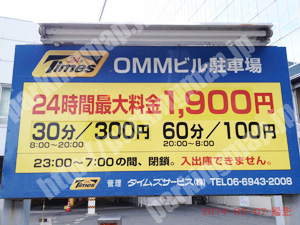 Times
OMMビル駐車場
24時間最大料金1,900円
30分/300円 60分/100円
8:00~20:00 20:00~8:00
23:00~7:00の間、閉鎖。入出庫できません。
Times 管理 タイムズサービス(株) TEL06-6943-2008